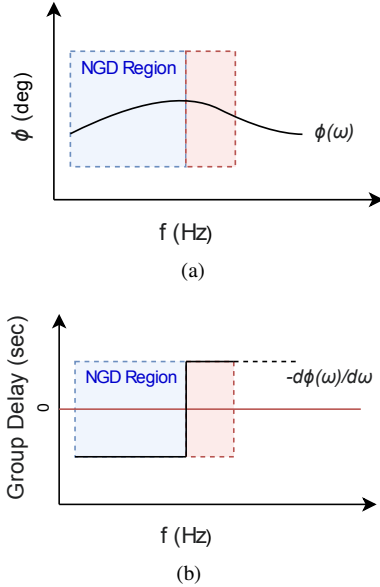 NGD Region
ϕ (deg)
ϕ(ω)
f (Hz)
(a)
Group Delay (sec)
NGD Region
-dϕ(ω)/dω
0
f (Hz)
(b)